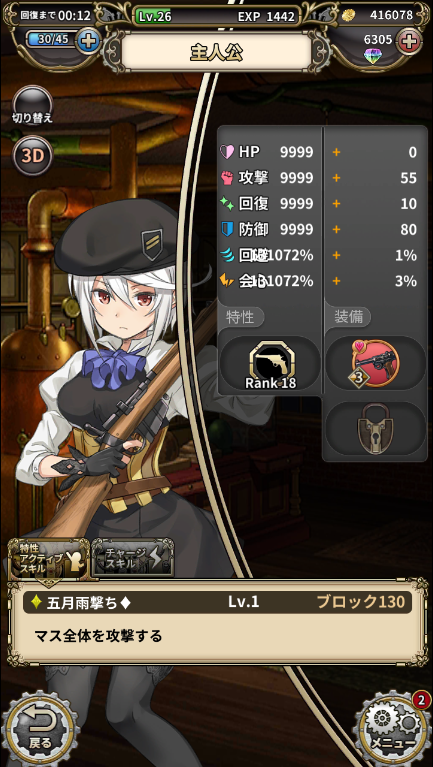 回復まで 00:12
Lv.26
EXP 1442
416078
30/45
主人公
6305
切り替え
3D
HP 9999 + 0
攻撃 9999 + 55
回復 9999 + 10
防御 9999 + 80
回避 131072% + 1%
会心 131072% + 3%
特性
装備
Rank 18
3
特性
アクティブ
スキル
チャージ
スキル
五月雨撃ち♦
Lv.1
ブロック130
マス全体を攻撃する
戻る
2
メニュー